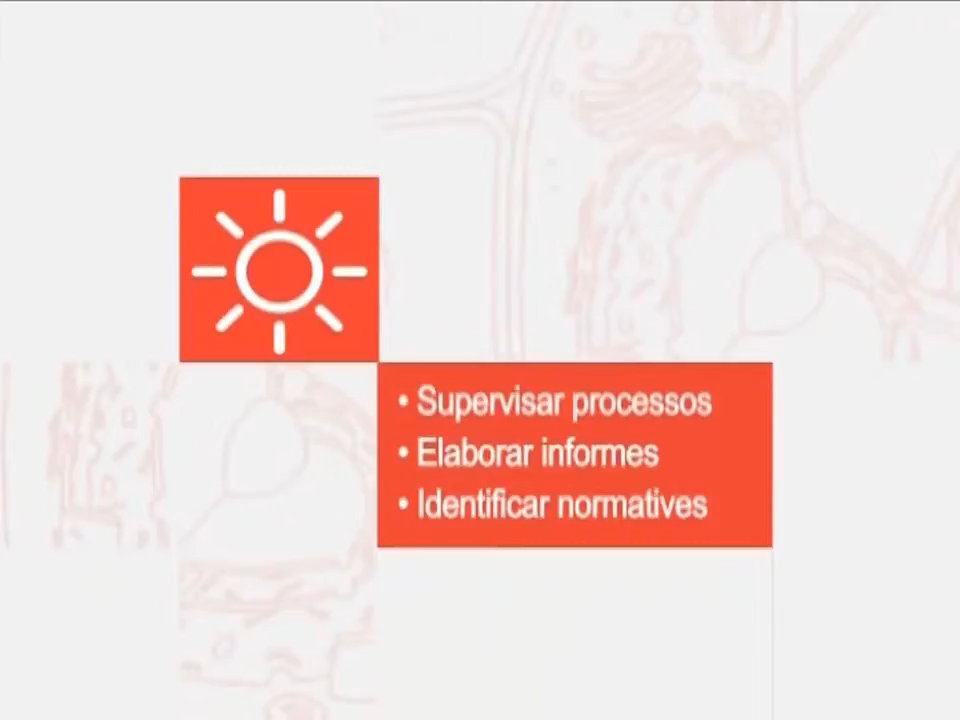 • Supervisar processos
• Elaborar informes
• Identificar normatives